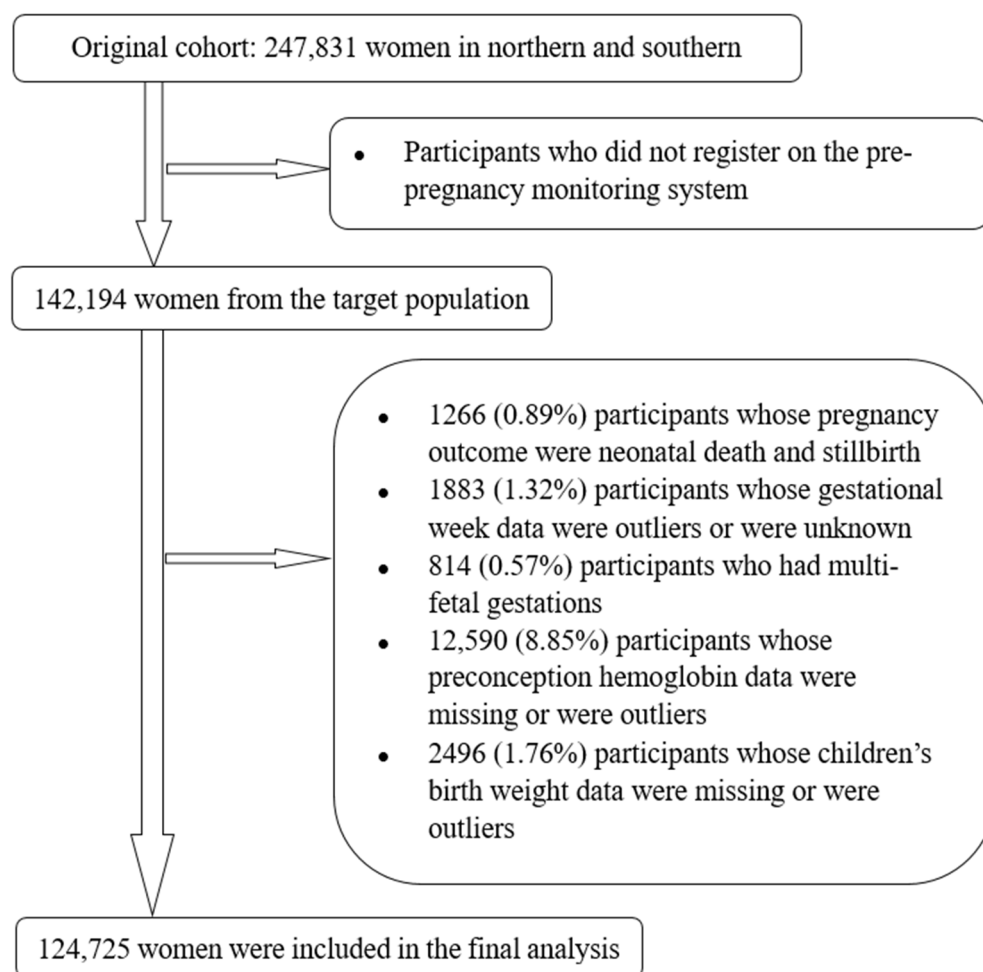 Original cohort: 247,831 women in northern and southern
• Participants who did not register on the pre-
pregnancy monitoring system
142,194 women from the target population
• 1266 (0.89%) participants whose pregnancy
outcome were neonatal death and stillbirth
• 1883 (1.32%) participants whose gestational
week data were outliers or were unknown
• 814 (0.57%) participants who had multi-
fetal gestations
• 12,590 (8.85%) participants whose
preconception hemoglobin data were
missing or were outliers
• 2496 (1.76%) participants whose children’s
birth weight data were missing or were
outliers
124,725 women were included in the final analysis